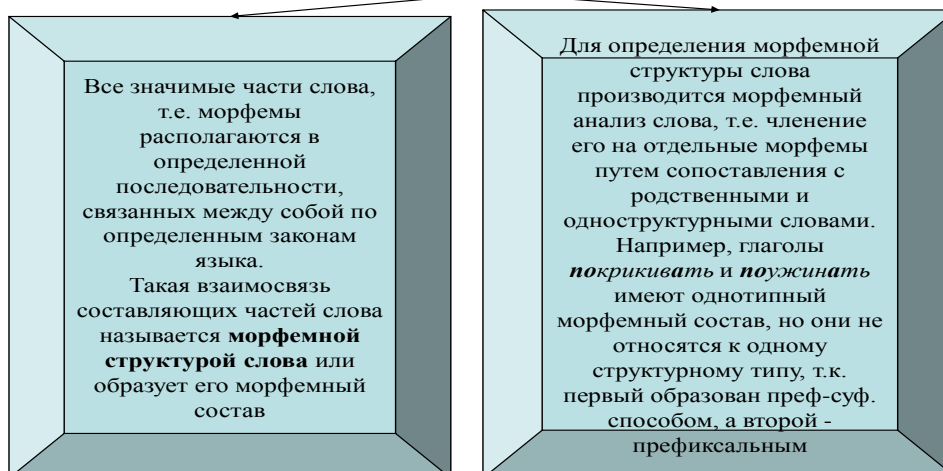 Все значимые части слова,
т.е. морфемы
располагаются в
определенной
последовательности,
связанных между собой по
определенным законам
языка.
Такая взаимосвязь
составляющих частей слова
называется морфемной
структурой слова или
образует его морфемный
состав
Для определения морфемной
структуры слова
производится морфемный
анализ слова, т.е. членение
его на отдельные морфемы
путем сопоставления с
родственными и
одноструктурными словами.
Например, глаголы
покрикивать и поужинать
имеют однотипный
морфемный состав, но они не
относятся к одному
структурному типу, т.к.
первый образован преф-суф.
способом, а второй -
префиксальным